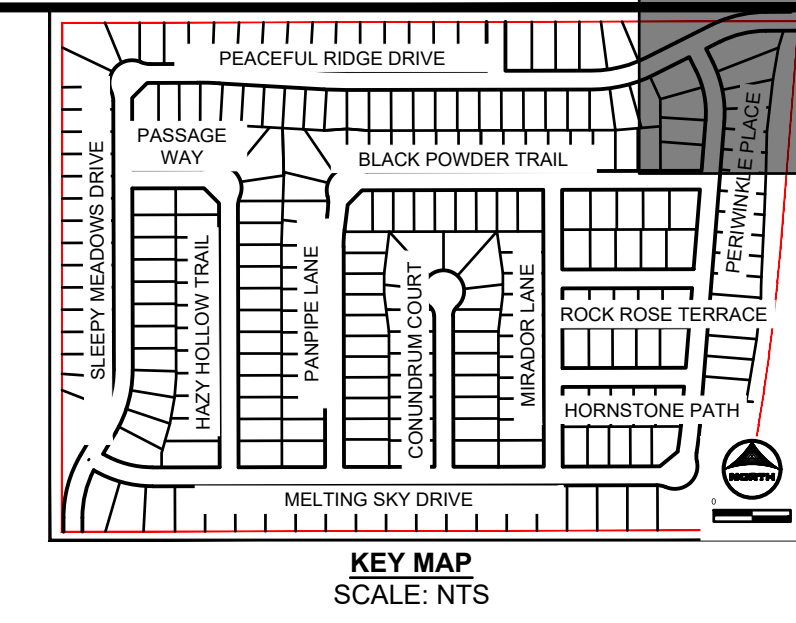 PEACEFUL RIDGE DRIVE
PASSAGE
WAY
BLACK POWDER TRAIL
SLEEPY MEADOWS DRIVE
PERIWINKLE PLACE
HAZY HOLLOW TRAIL
PANPIPE LANE
CONUNDRUM COURT
MIRADOR LANE
ROCK ROSE TERRACE
HORNSTONE PATH
NORTH
0
MELTING SKY DRIVE
KEY MAP
SCALE: NTS